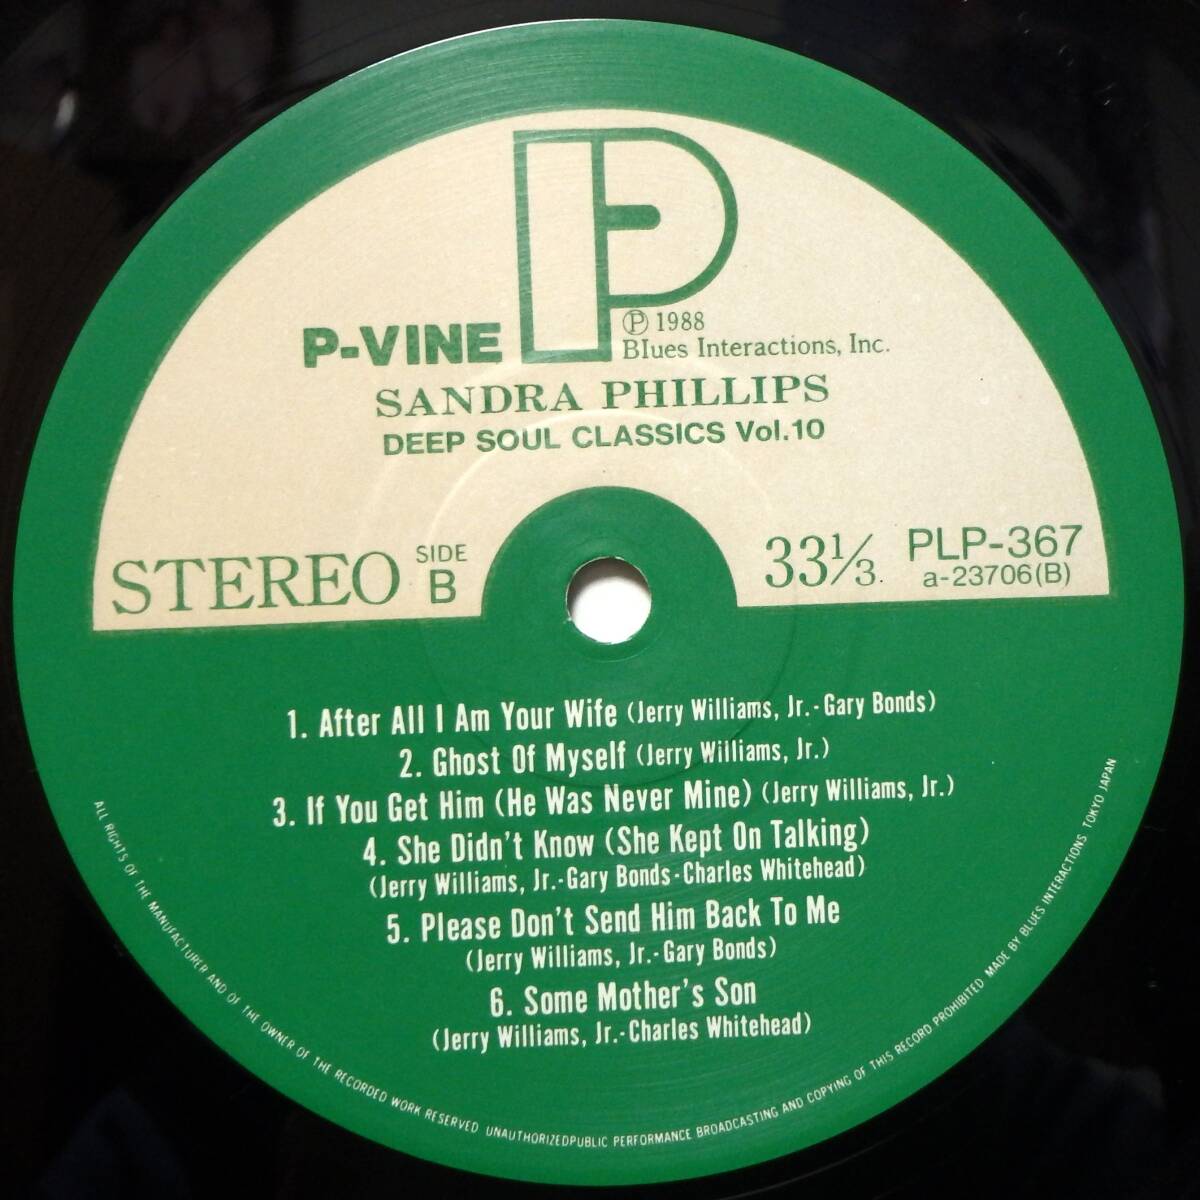 P
P-VINE
℗ 1988
Blues Interactions, Inc.
SANDRA PHILLIPS
DEEP SOUL CLASSICS Vol.10
STEREO
SIDE
B
33⅓.
PLP-367
a-23706(B)
1. After All I Am Your Wife (Jerry Williams, Jr.-Gary Bonds)
2. Ghost Of Myself (Jerry Williams, Jr.)
3. If You Get Him (He Was Never Mine) (Jerry Williams, Jr.)
4. She Didn't Know (She Kept On Talking)
(Jerry Williams, Jr.-Gary Bonds-Charles Whitehead)
5. Please Don't Send Him Back To Me
(Jerry Williams, Jr.-Gary Bonds)
6. Some Mother's Son
(Jerry Williams, Jr.-Charles Whitehead)
ALL RIGHTS OF THE MANUFACTURER AND OF THE OWNER OF THE RECORDED WORK RESERVED UNAUTHORIZEDPUBLIC PERFORMANCE BROADCASTING AND COPYING OF THIS RECORD PROHIBITED MADE BY BLUES INTERACTIONS TOKYO JAPAN